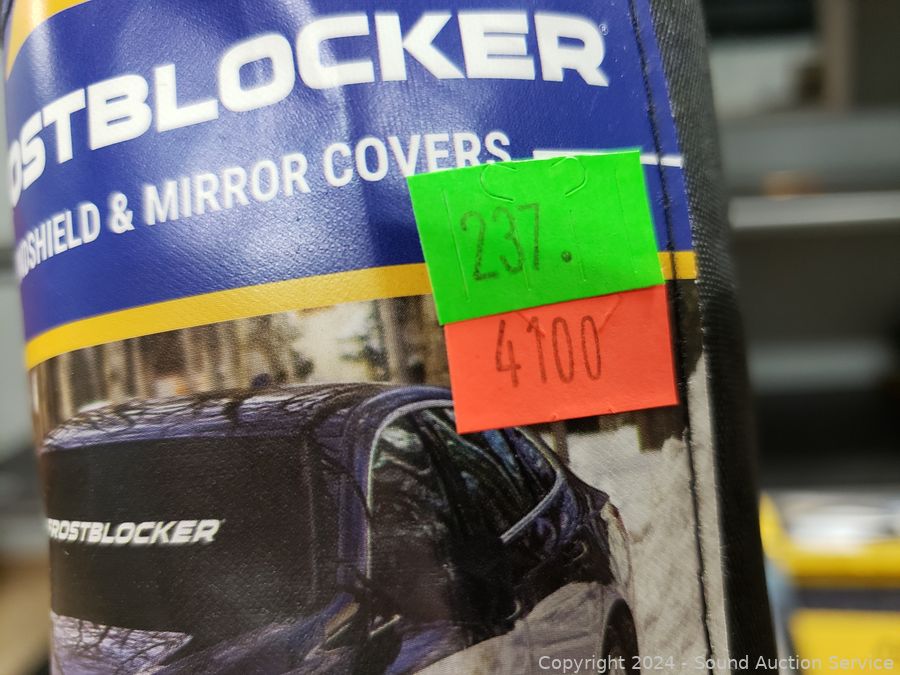 OSTBLOCKER
DSHIELD & MIRROR COVERS
237.
4100
FROSTBLOCKER
Copyright 2024 - Sound Auction Service